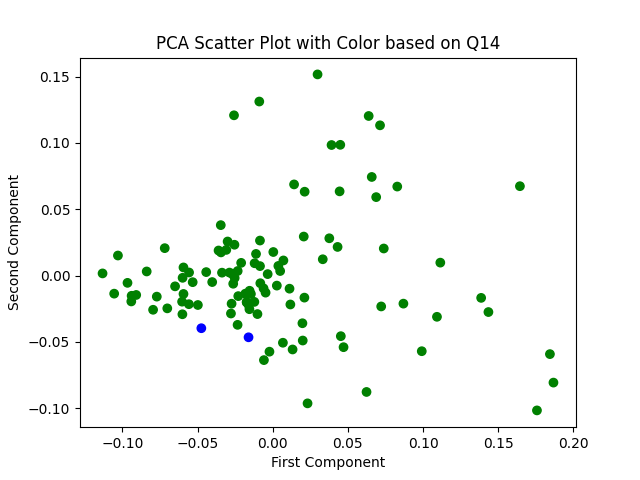 PCA Scatter Plot with Color based on Q14
0.15
0.10
0.05
0.00
−0.05
−0.10
Second Component
−0.10 −0.05 0.00 0.05 0.10 0.15 0.20
First Component